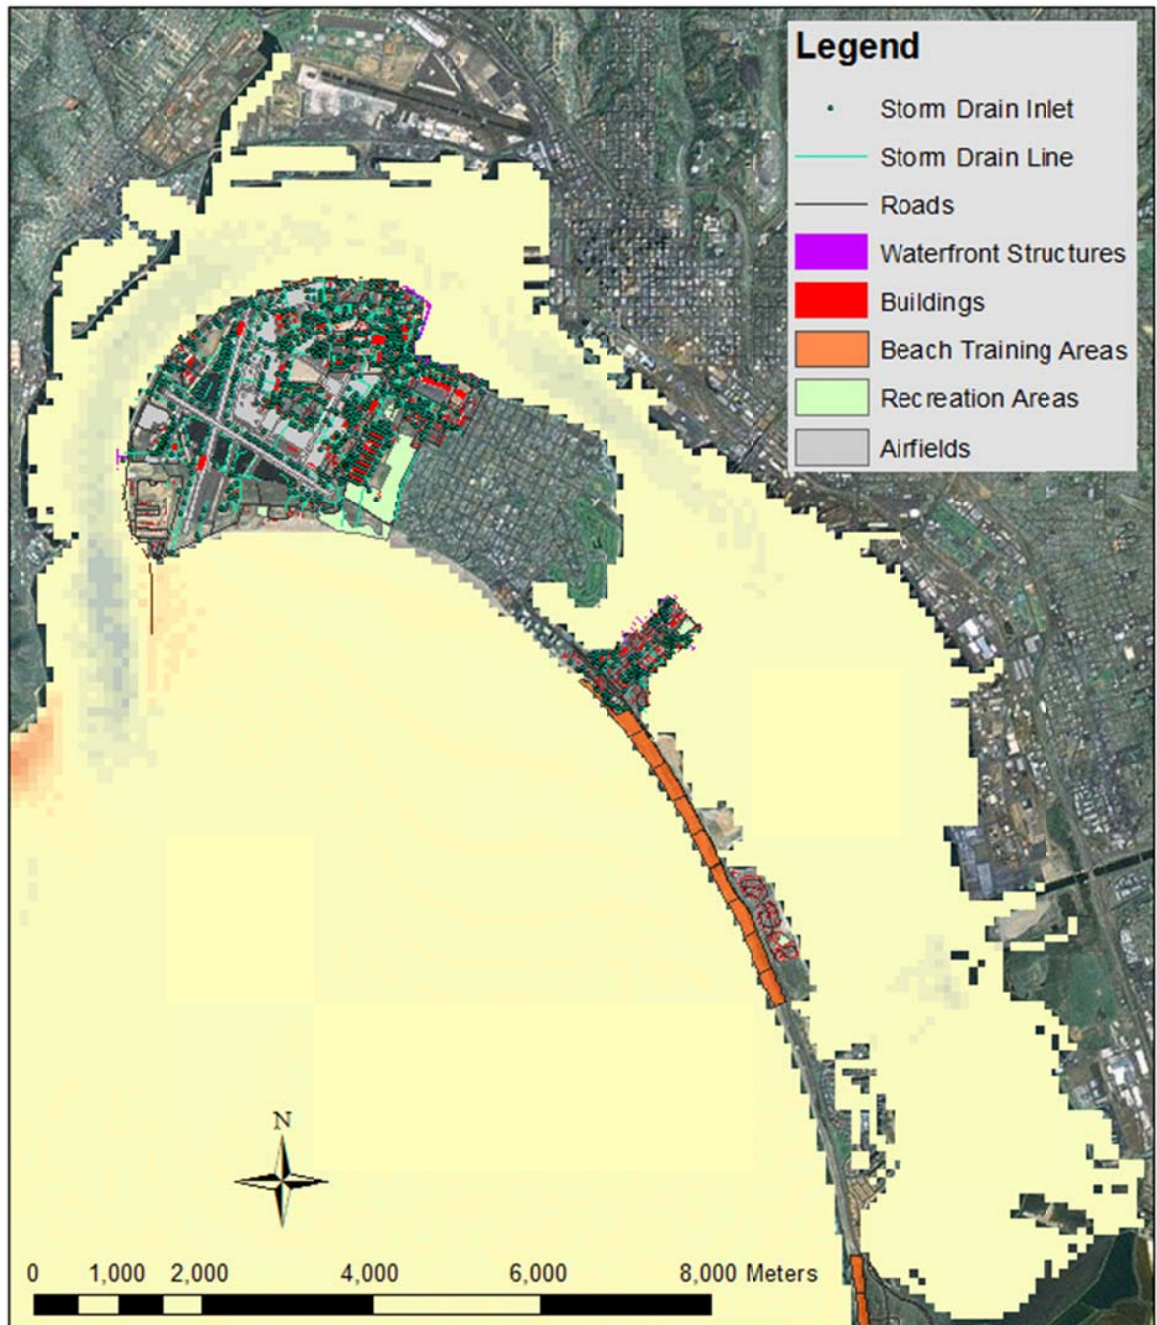 Legend
Storm Drain Inlet
Storm Drain Line
Roads
Waterfront Structures
Buildings
Beach Training Areas
Recreation Areas
Airfields
N
0 1,000 2,000 4,000 6,000 8,000 Meters